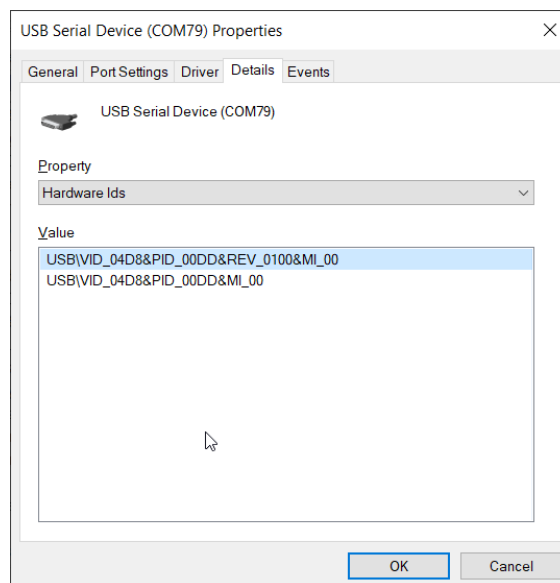 USB Serial Device (COM79) Properties
General Port Settings Driver Details Events
USB Serial Device (COM79)
Property
Hardware Ids
Value
USB\VID_04D8&PID_00DD&REV_0100&MI_00
USB\VID_04D8&PID_00DD&MI_00
OK Cancel